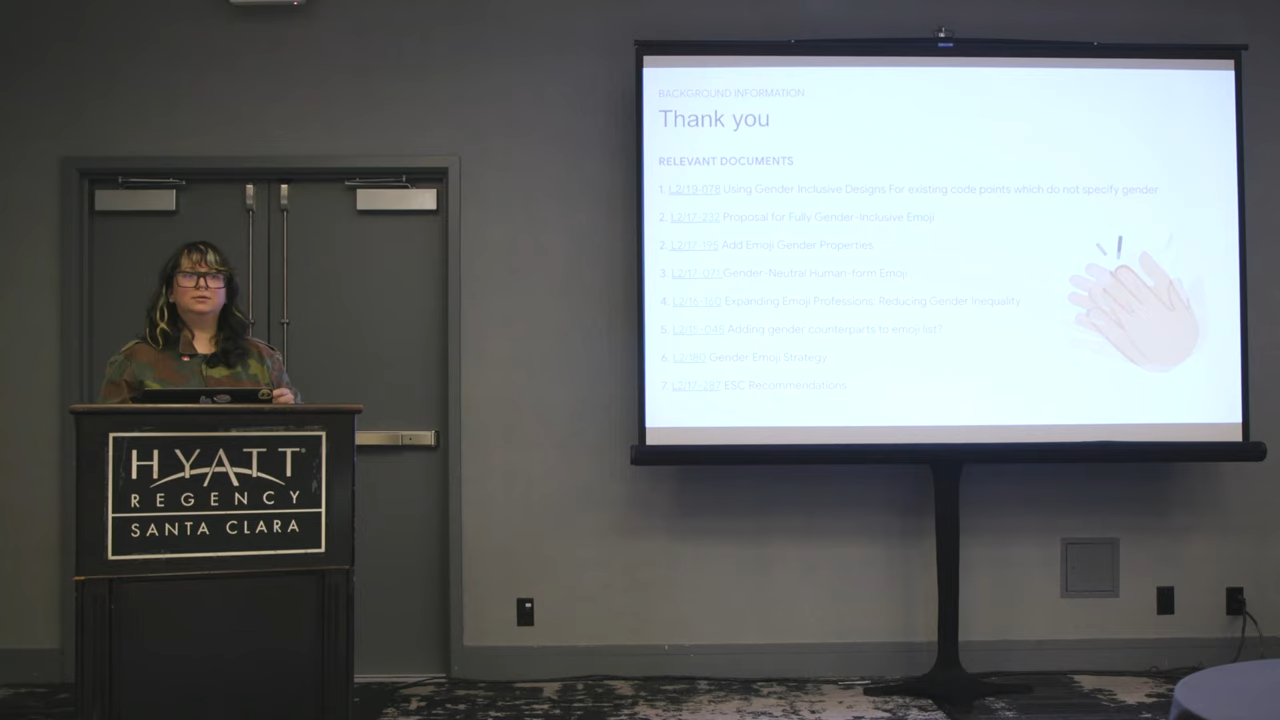 BACKGROUND INFORMATION
Thank you
RELEVANT DOCUMENTS
1. L2/19-078 Using Gender Inclusive Designs For existing code points which do not specify gender
2. L2/17-232 Proposal for Fully Gender-Inclusive Emoji
2. L2/17-195 Add Emoji Gender Properties
3. L2/17-071 Gender-Neutral Human-form Emoji
4. L2/16-160 Expanding Emoji Professions: Reducing Gender Inequality
5. L2/15-048 Adding gender counterparts to emoji list?
6. L2/180 Gender Emoji Strategy
7. L2/17-287 ESC Recommendations
HYATT
REGENCY
SANTA CLARA